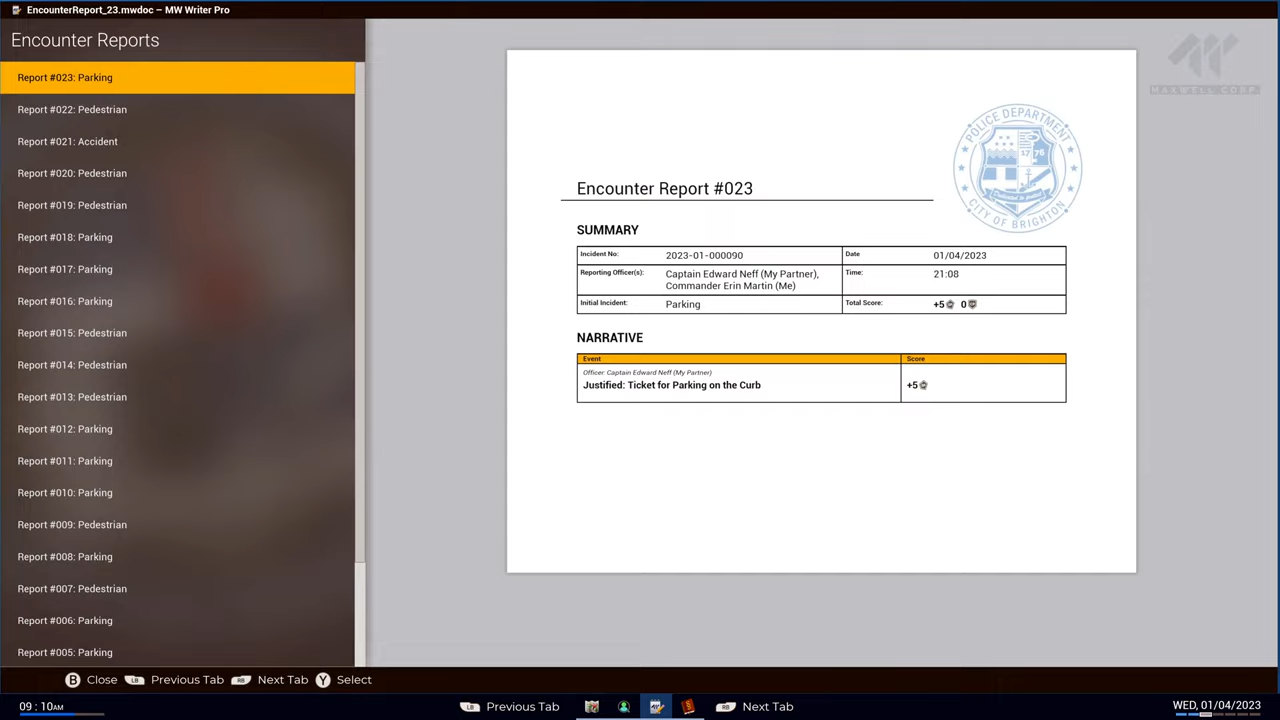 EncounterReport_23.mwdoc – MW Writer Pro
Encounter Reports
Report #023: Parking
Report #022: Pedestrian
Report #021: Accident
Report #020: Pedestrian
Report #019: Pedestrian
Report #018: Parking
Report #017: Parking
Report #016: Parking
Report #015: Pedestrian
Report #014: Pedestrian
Report #013: Pedestrian
Report #012: Parking
Report #011: Parking
Report #010: Parking
Report #009: Pedestrian
Report #008: Parking
Report #007: Pedestrian
Report #006: Parking
Report #005: Parking
MAXWELL CORP.
POLICE DEPARTMENT
1776
CITY OF BRIGHTON
Encounter Report #023
SUMMARY
Incident No: 2023-01-000090 Date 01/04/2023
Reporting Officer(s): Captain Edward Neff (My Partner), Time: 21:08
Commander Erin Martin (Me)
Initial Incident: Parking Total Score: +5 0
NARRATIVE
Event Score
Officer: Captain Edward Neff (My Partner)
Justified: Ticket for Parking on the Curb +5
B Close LB Previous Tab RB Next Tab Y Select
09 : 10AM LB Previous Tab RB Next Tab WED, 01/04/2023